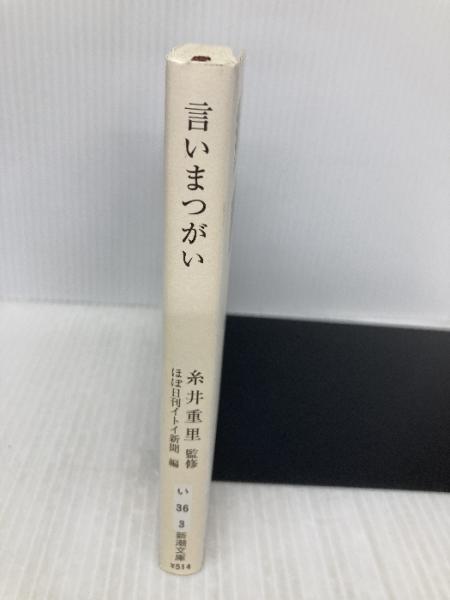 言いまつがい
糸井重里 監修
ほぼ日刊イトイ新聞 編
い
36
3
新潮文庫
¥514